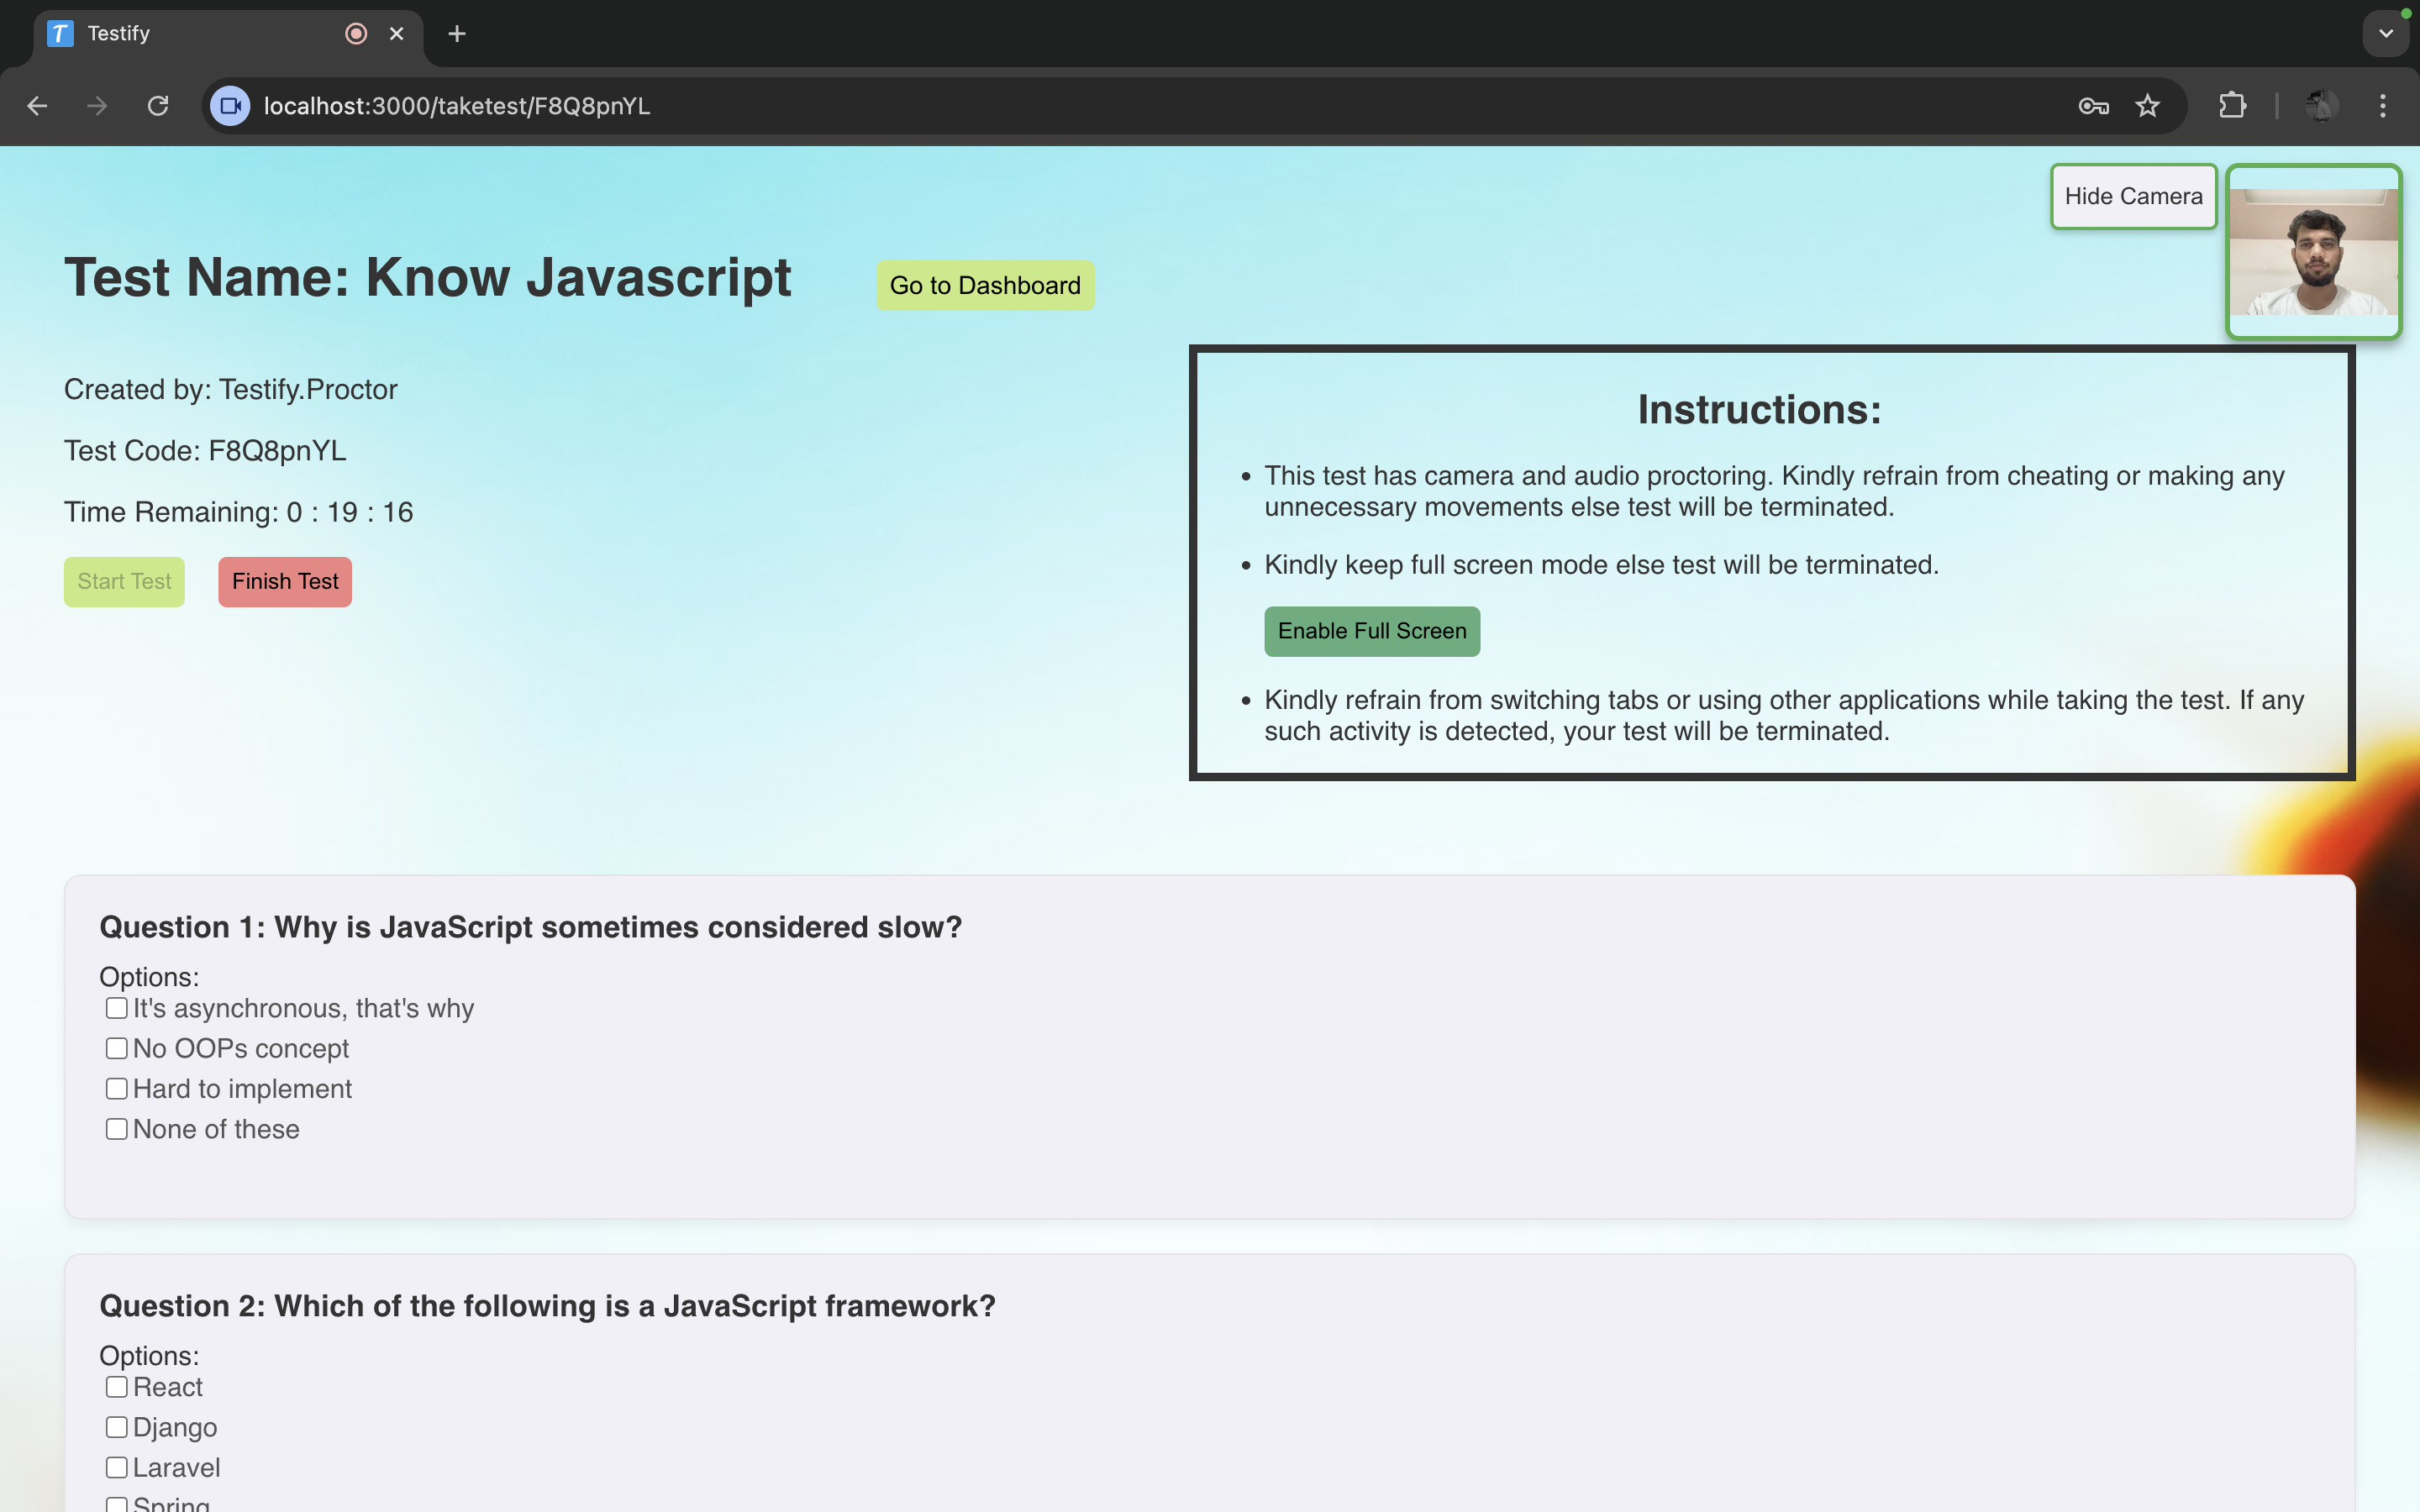 Testify
localhost:3000/taketest/F8Q8pnYL
Hide Camera
Test Name: Know Javascript
Go to Dashboard
Created by: Testify.Proctor
Test Code: F8Q8pnYL
Time Remaining: 0 : 19 : 16
Start Test
Finish Test
Instructions:
This test has camera and audio proctoring. Kindly refrain from cheating or making any
unnecessary movements else test will be terminated.
Kindly keep full screen mode else test will be terminated.
Enable Full Screen
Kindly refrain from switching tabs or using other applications while taking the test. If any
such activity is detected, your test will be terminated.
Question 1: Why is JavaScript sometimes considered slow?
Options:
It's asynchronous, that's why
No OOPs concept
Hard to implement
None of these
Question 2: Which of the following is a JavaScript framework?
Options:
React
Django
Laravel
Spring